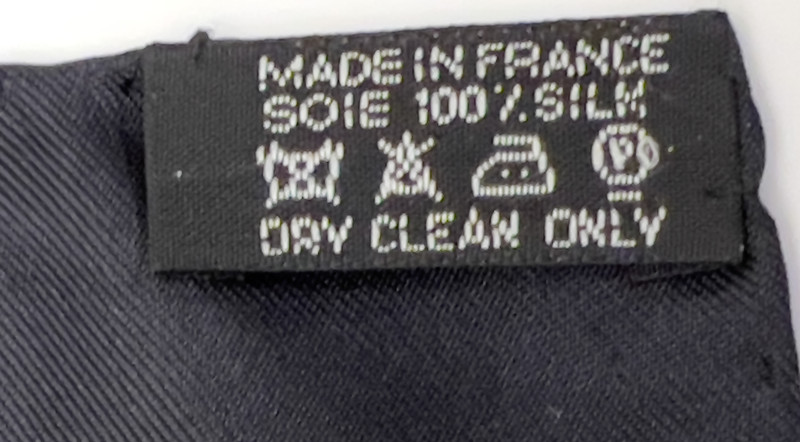 MADE IN FRANCE
SOIE 100% SILK
P
DRY CLEAN ONLY